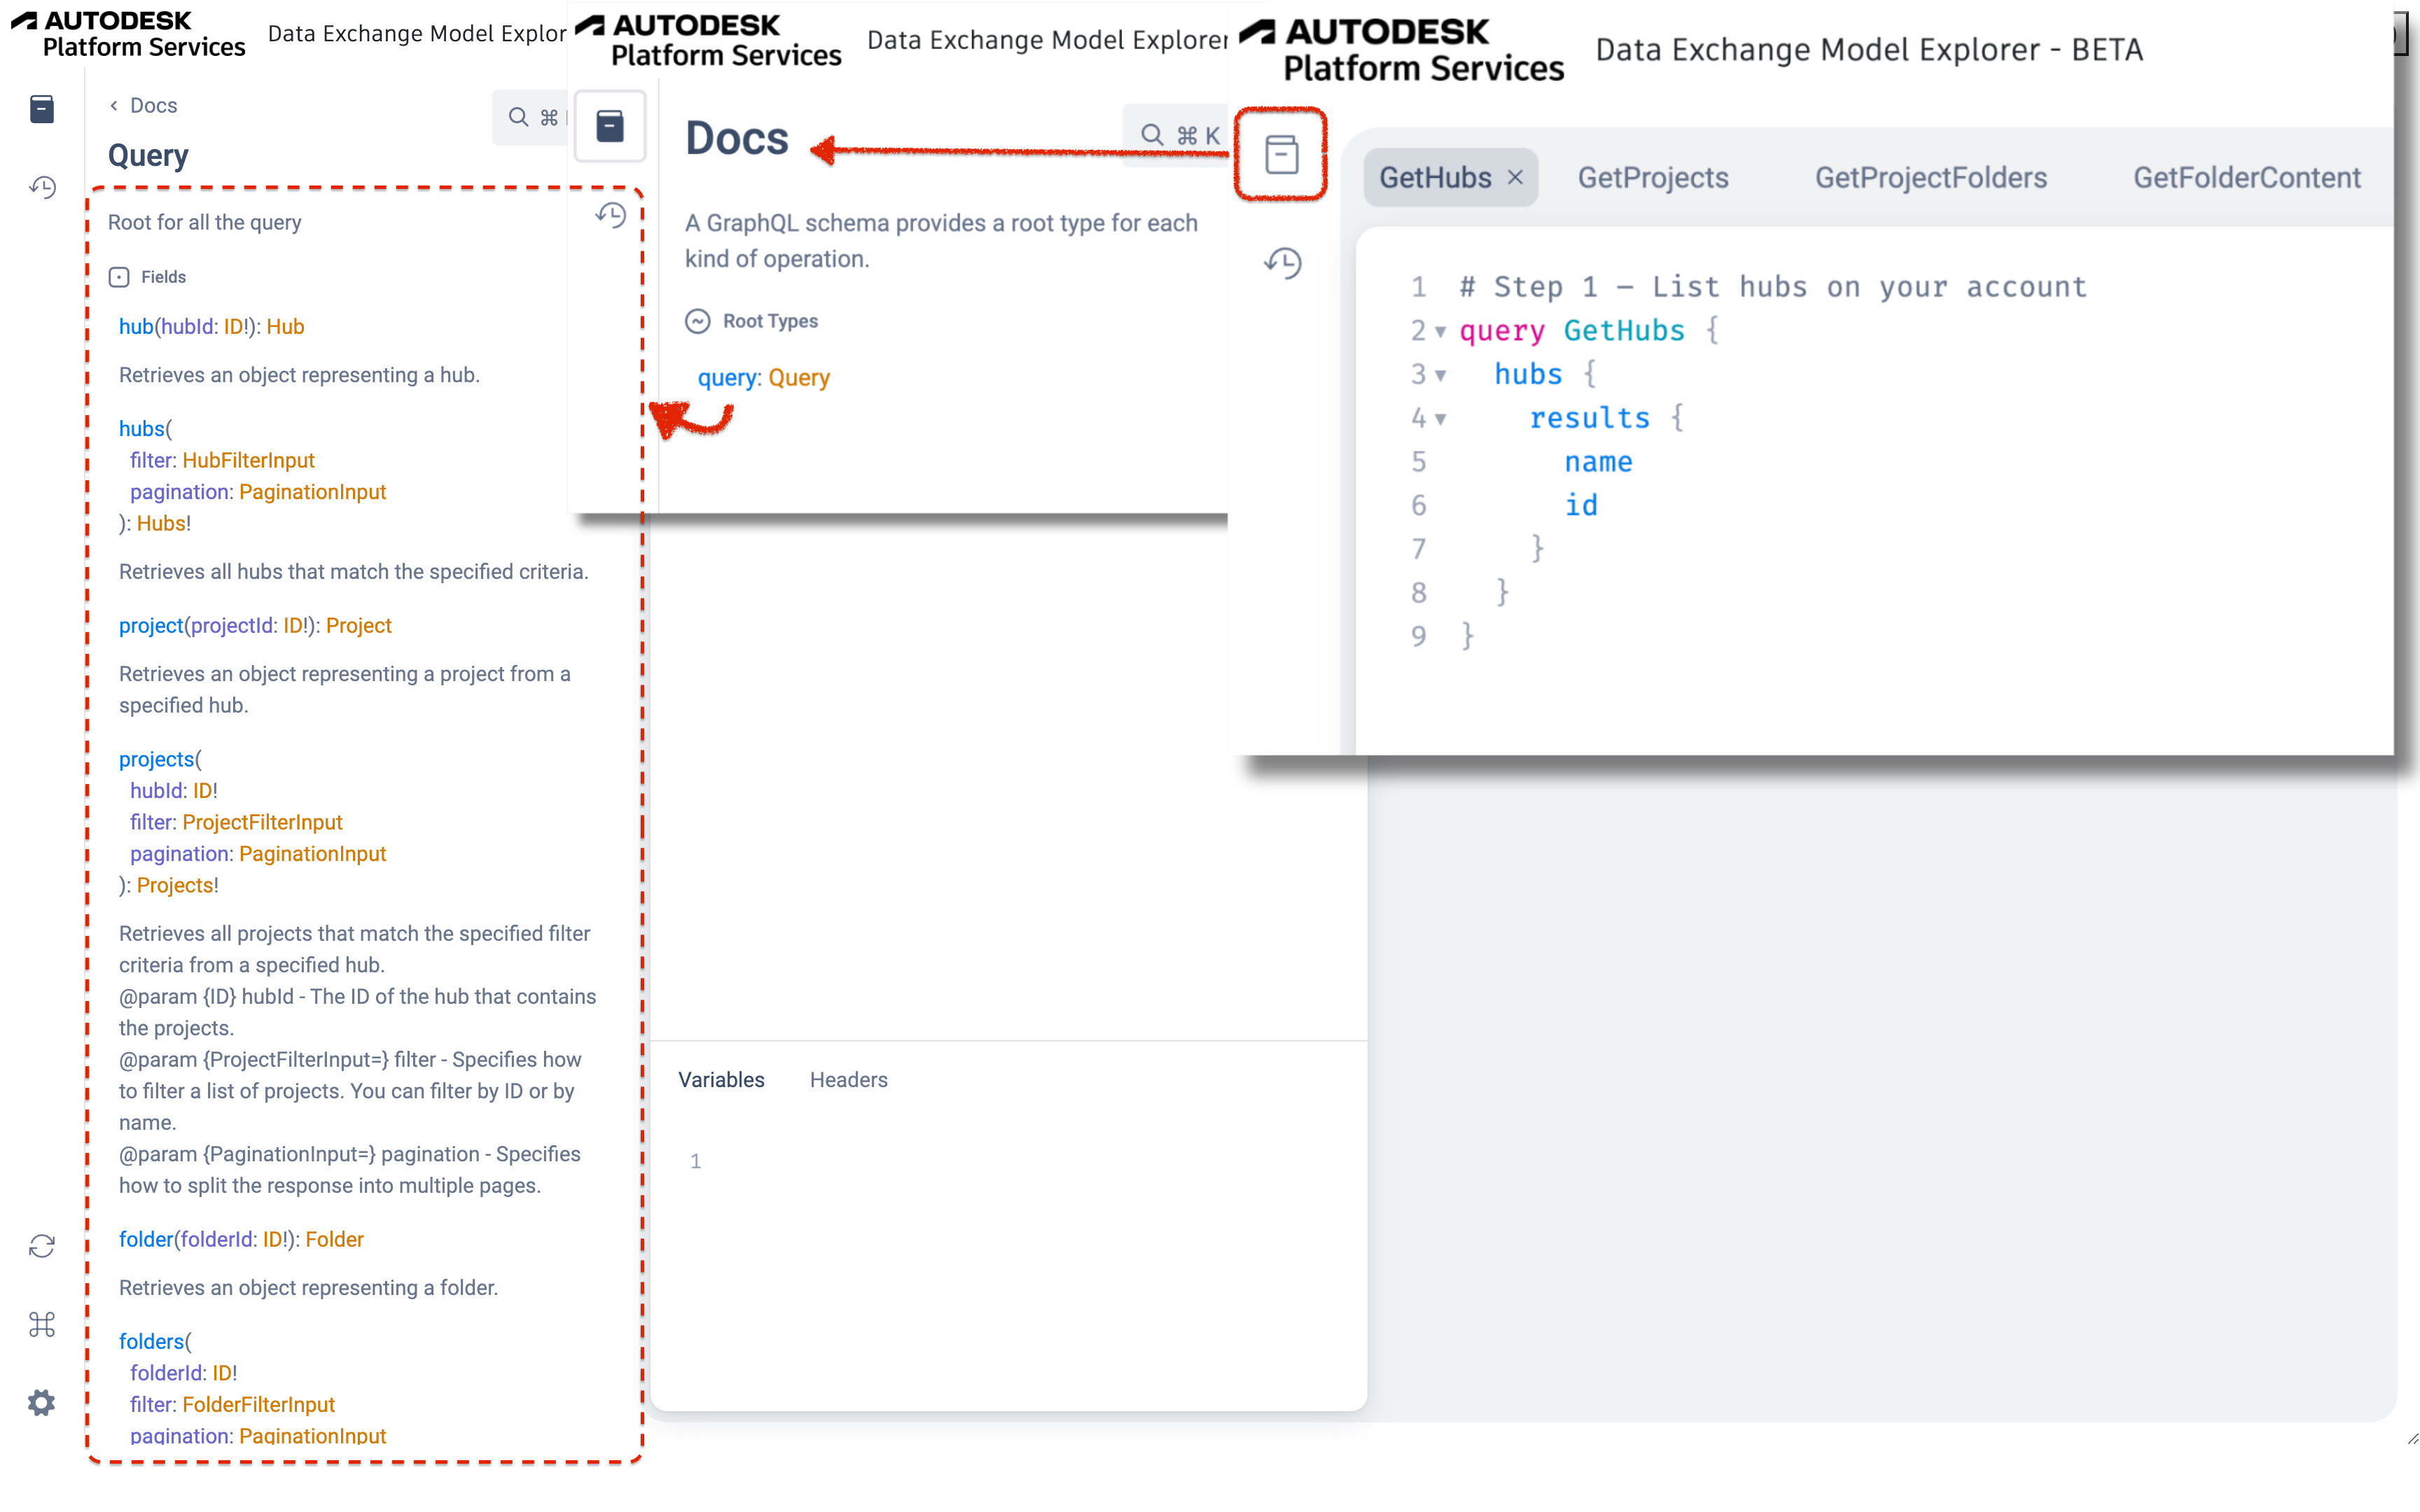 AUTODESK
Platform Services
Data Exchange Model Explor
Docs
⌘
Query
Root for all the query
Fields
hub(hubId: ID!): Hub
Retrieves an object representing a hub.
hubs(
filter: HubFilterInput
pagination: PaginationInput
): Hubs!
Retrieves all hubs that match the specified criteria.
project(projectId: ID!): Project
Retrieves an object representing a project from a
specified hub.
projects(
hubId: ID!
filter: ProjectFilterInput
pagination: PaginationInput
): Projects!
Retrieves all projects that match the specified filter
criteria from a specified hub.
@param {ID} hubId - The ID of the hub that contains
the projects.
@param {ProjectFilterInput=} filter - Specifies how
to filter a list of projects. You can filter by ID or by
name.
@param {PaginationInput=} pagination - Specifies
how to split the response into multiple pages.
folder(folderId: ID!): Folder
Retrieves an object representing a folder.
folders(
folderId: ID!
filter: FolderFilterInput
pagination: PaginationInput
AUTODESK
Platform Services
Data Exchange Model Explorer
Docs
⌘ K
A GraphQL schema provides a root type for each
kind of operation.
Root Types
query: Query
Variables
Headers
1
AUTODESK
Platform Services
Data Exchange Model Explorer - BETA
GetHubs
GetProjects
GetProjectFolders
GetFolderContent
1 # Step 1 – List hubs on your account
2 query GetHubs {
3 hubs {
4 results {
5 name
6 id
7 }
8 }
9 }